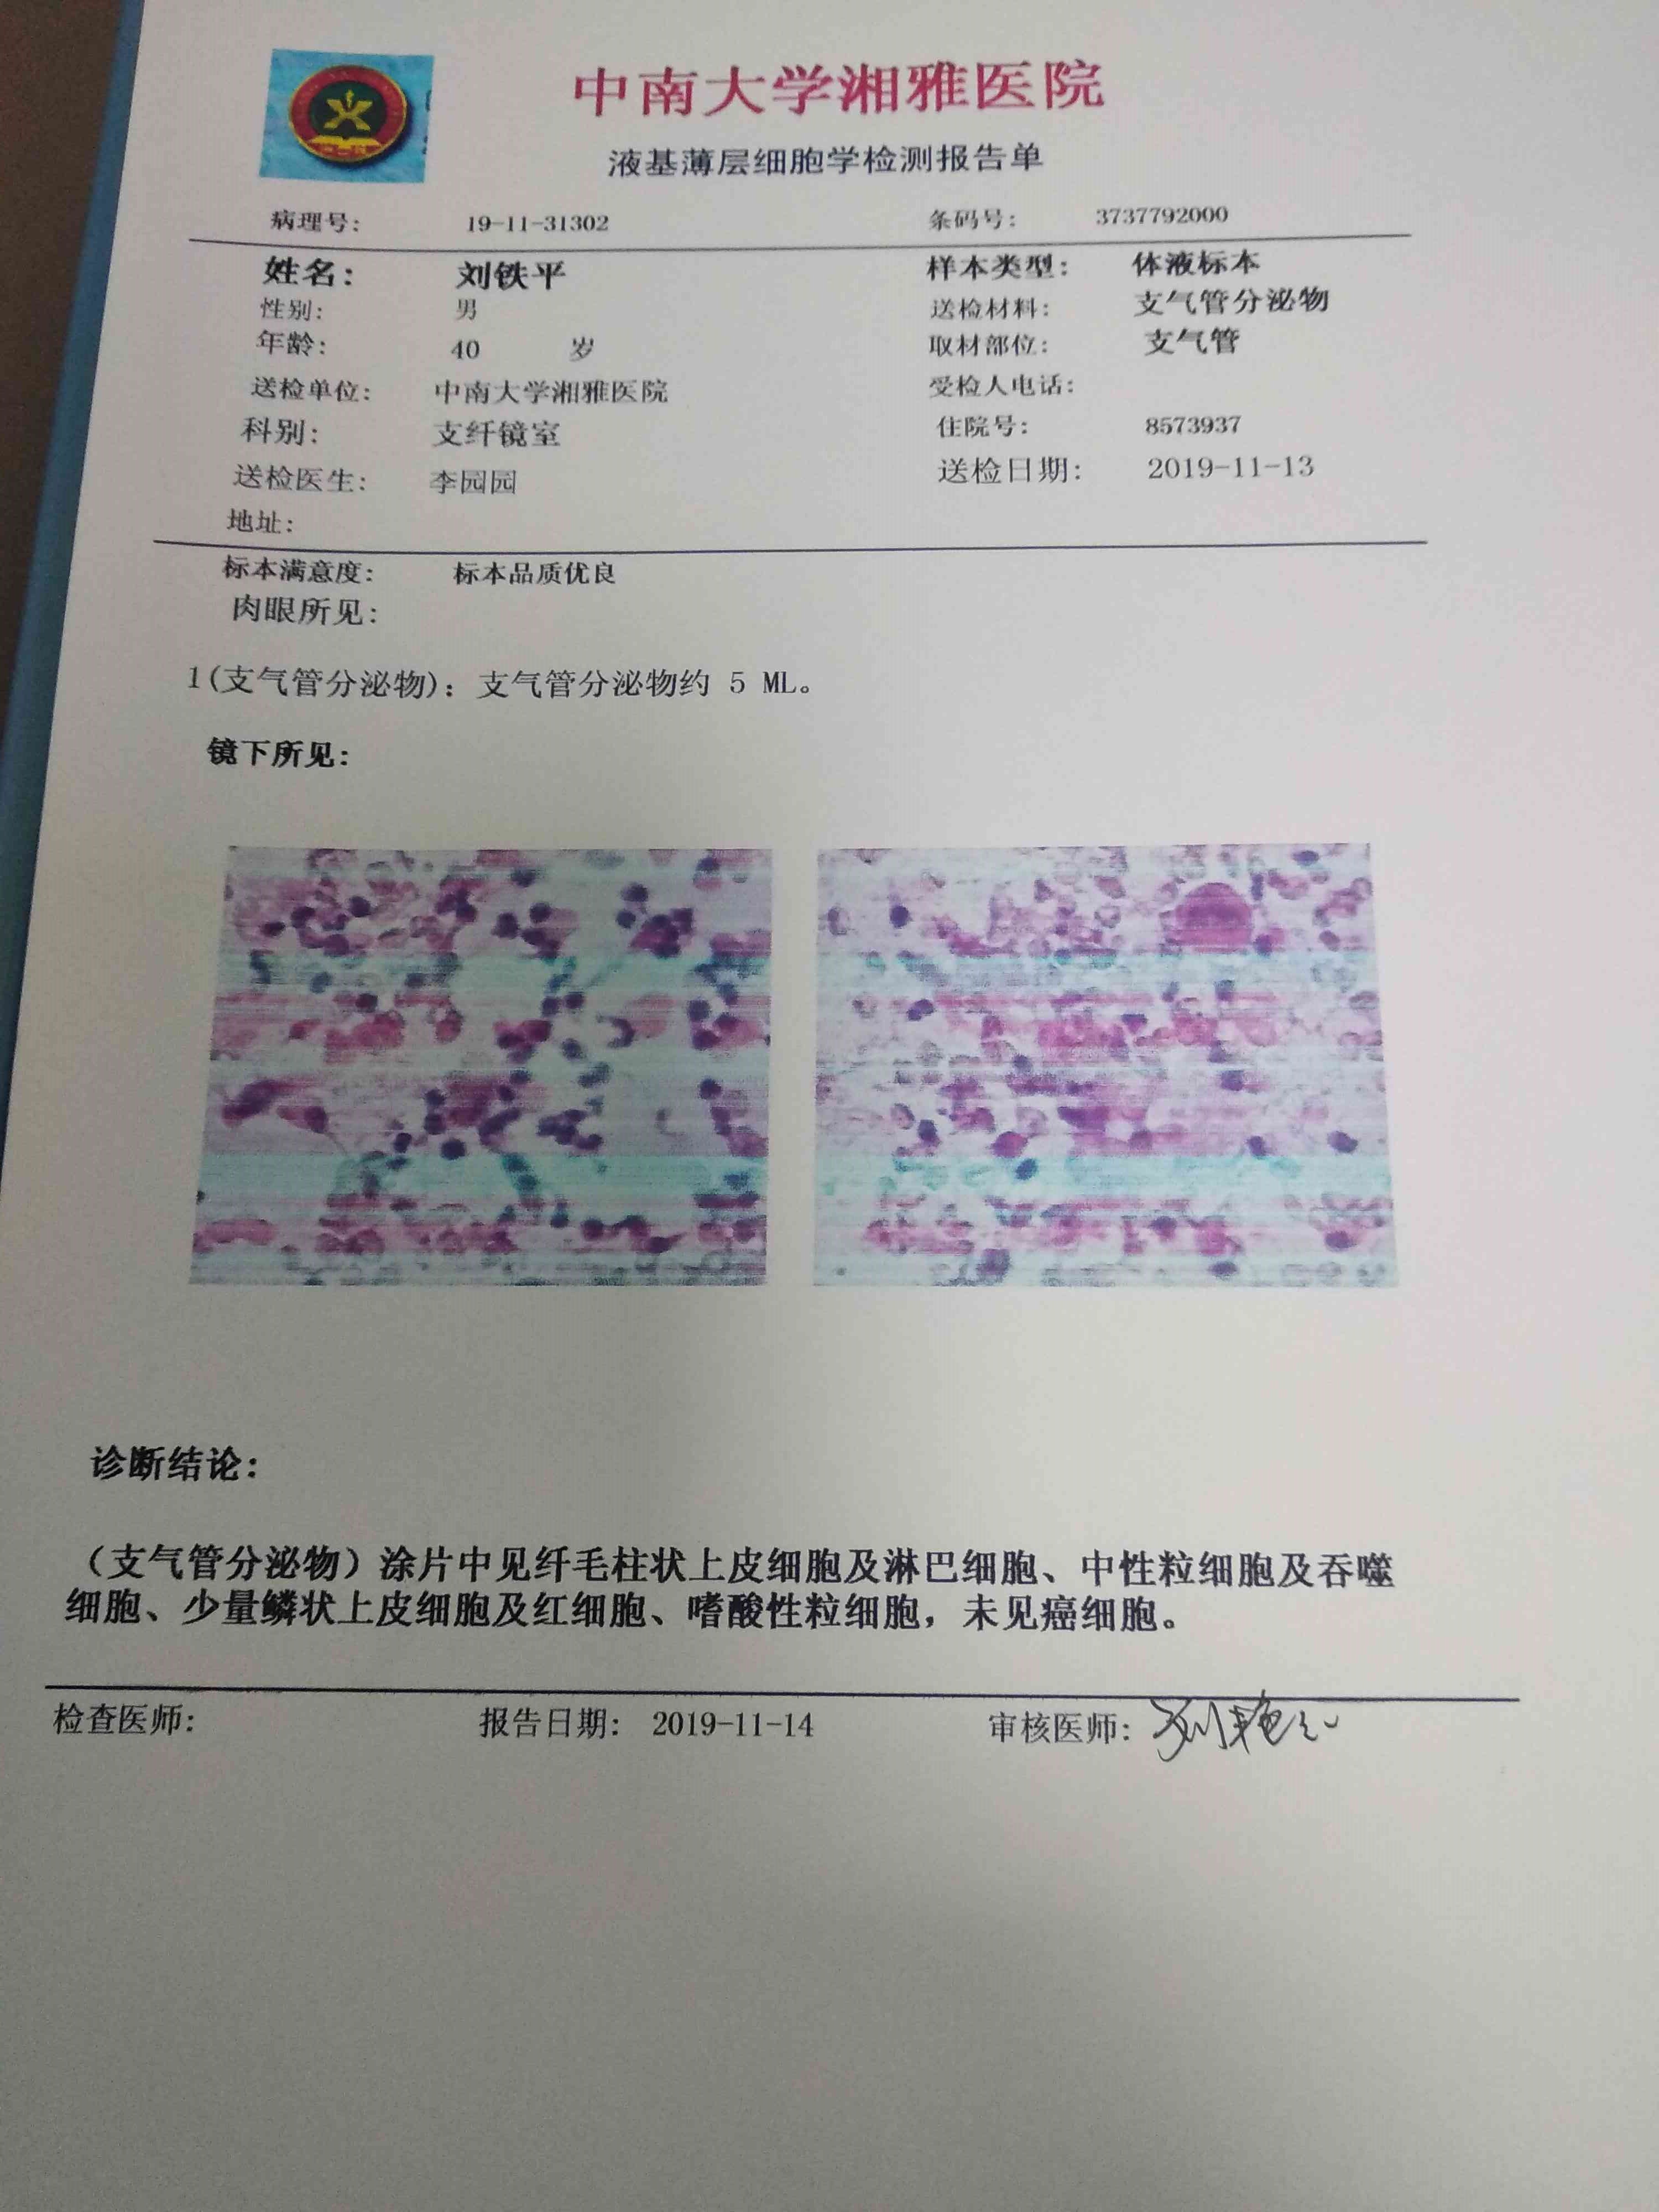 中南大学湘雅医院
液基薄层细胞学检测报告单
病理号: 19-11-31302 条码号: 3737792000
姓名: 刘铁平 样本类型: 体液标本
性别: 男 送检材料: 支气管分泌物
年龄: 40 岁 取材部位: 支气管
送检单位: 中南大学湘雅医院 受检人电话:
科别: 支纤镜室 住院号: 8573937
送检医生: 李园园 送检日期: 2019-11-13
地址:
标本满意度: 标本品质优良
肉眼所见:
1(支气管分泌物): 支气管分泌物约 5 ML。
镜下所见:
诊断结论:
(支气管分泌物)涂片中见纤毛柱状上皮细胞及淋巴细胞、中性粒细胞及吞噬
细胞、少量鳞状上皮细胞及红细胞、嗜酸性粒细胞,未见癌细胞。
检查医师: 报告日期: 2019-11-14 审核医师: